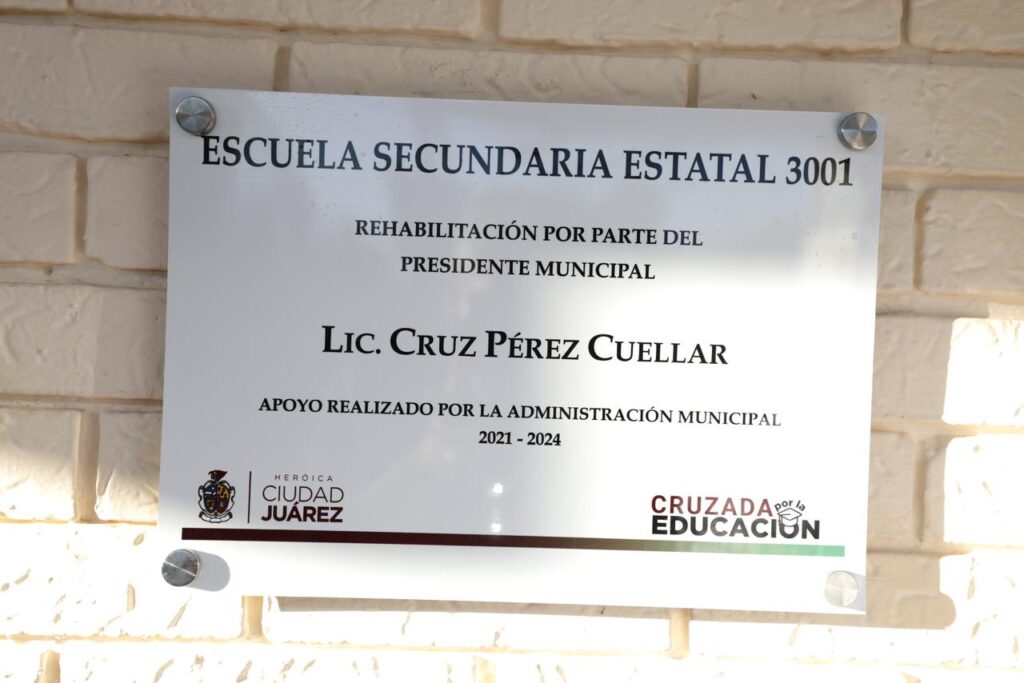 ESCUELA SECUNDARIA ESTATAL 3001
REHABILITACIÓN POR PARTE DEL
PRESIDENTE MUNICIPAL
LIC. CRUZ PÉREZ CUELLAR
APOYO REALIZADO POR LA ADMINISTRACIÓN MUNICIPAL
2021 - 2024
HERÓICA
CIUDAD
JUÁREZ
CRUZADA por la
EDUCACIÓN